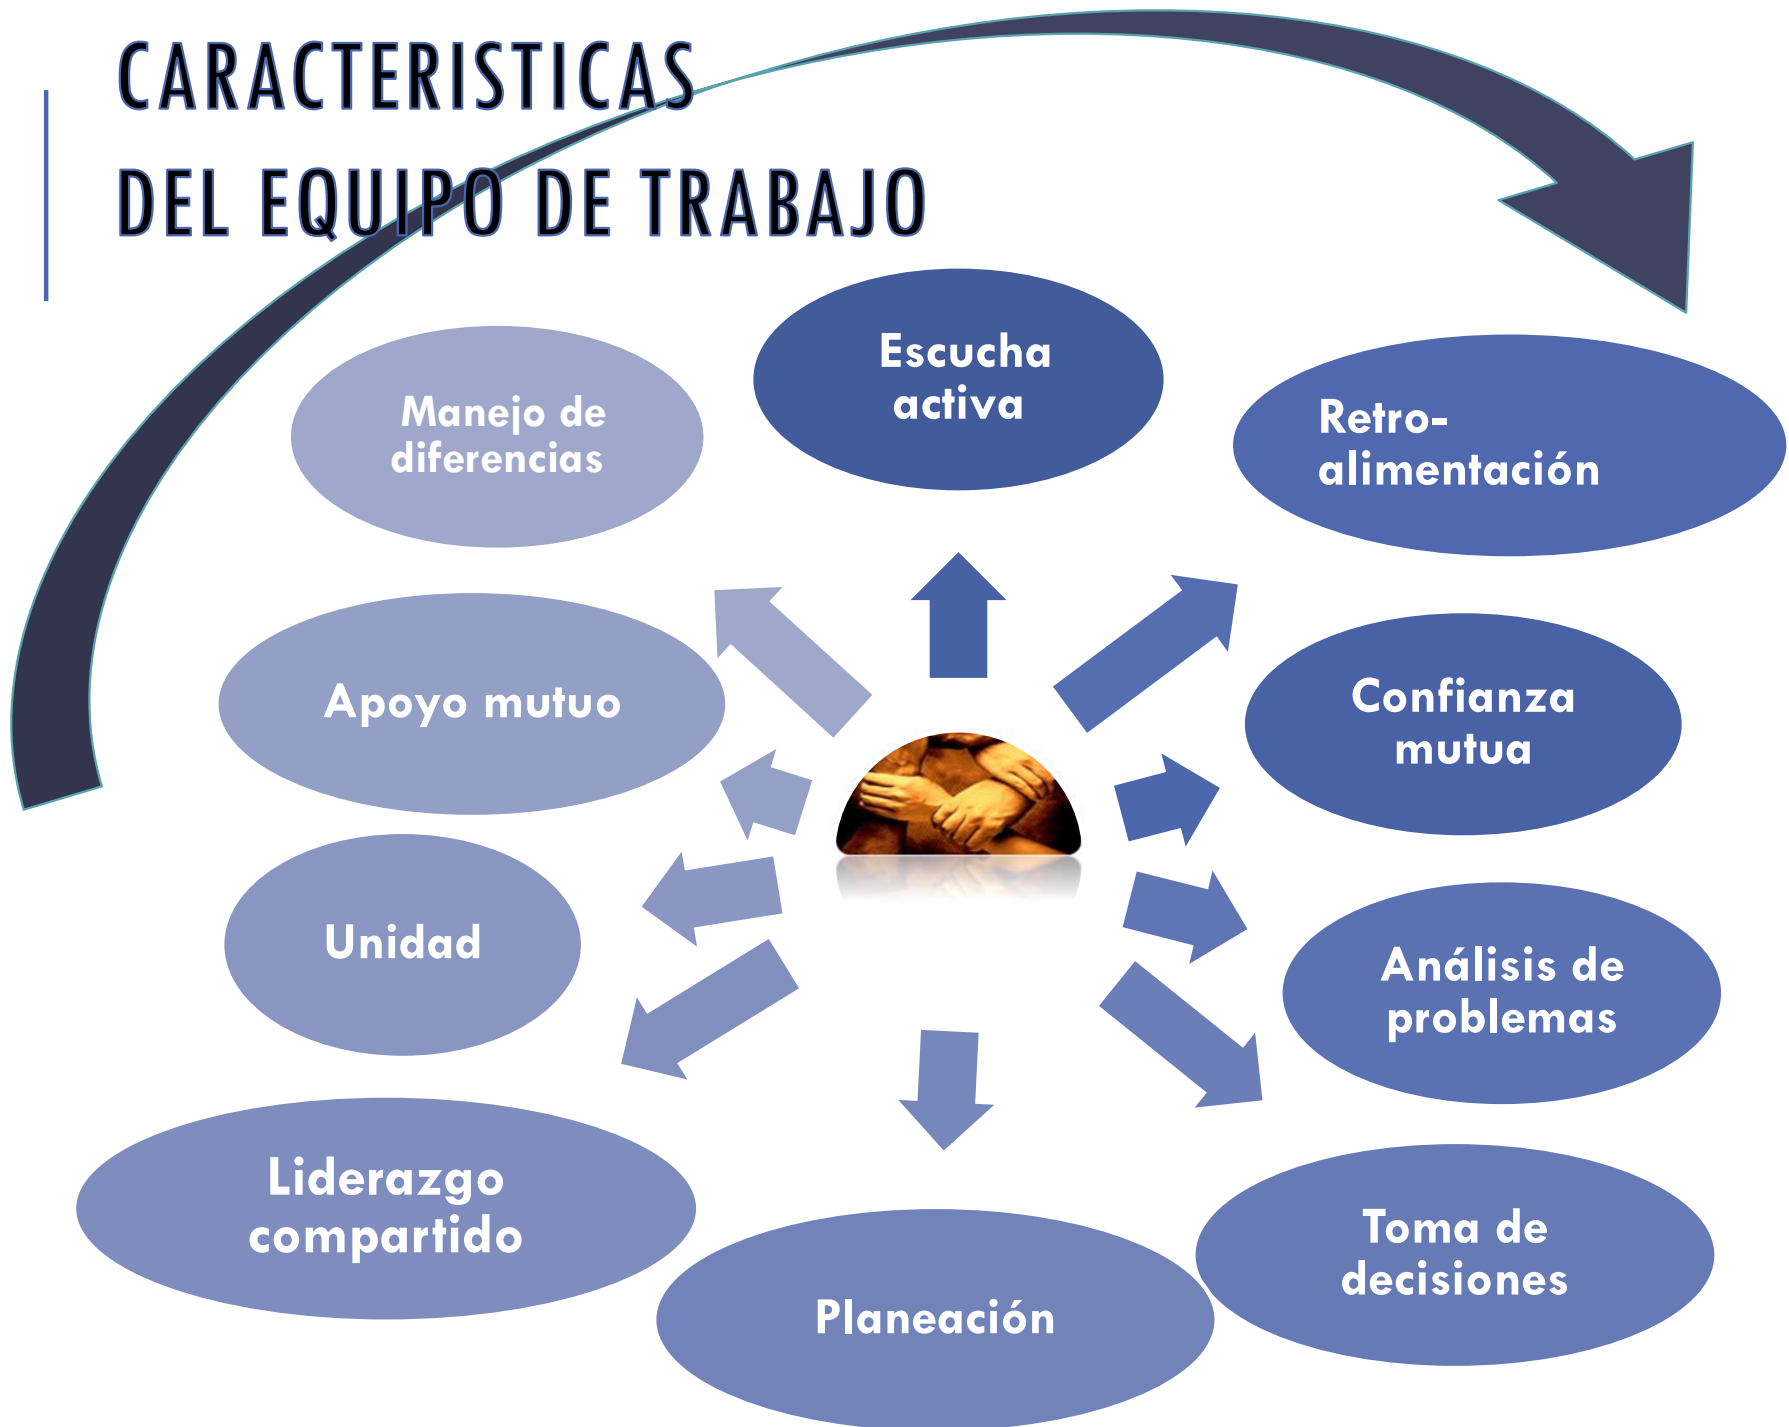 CARACTERISTICAS
DEL EQUIPO DE TRABAJO
Escucha
activa
Retro-
alimentación
Confianza
mutua
Análisis de
problemas
Toma de
decisiones
Planeación
Liderazgo
compartido
Unidad
Apoyo mutuo
Manejo de
diferencias